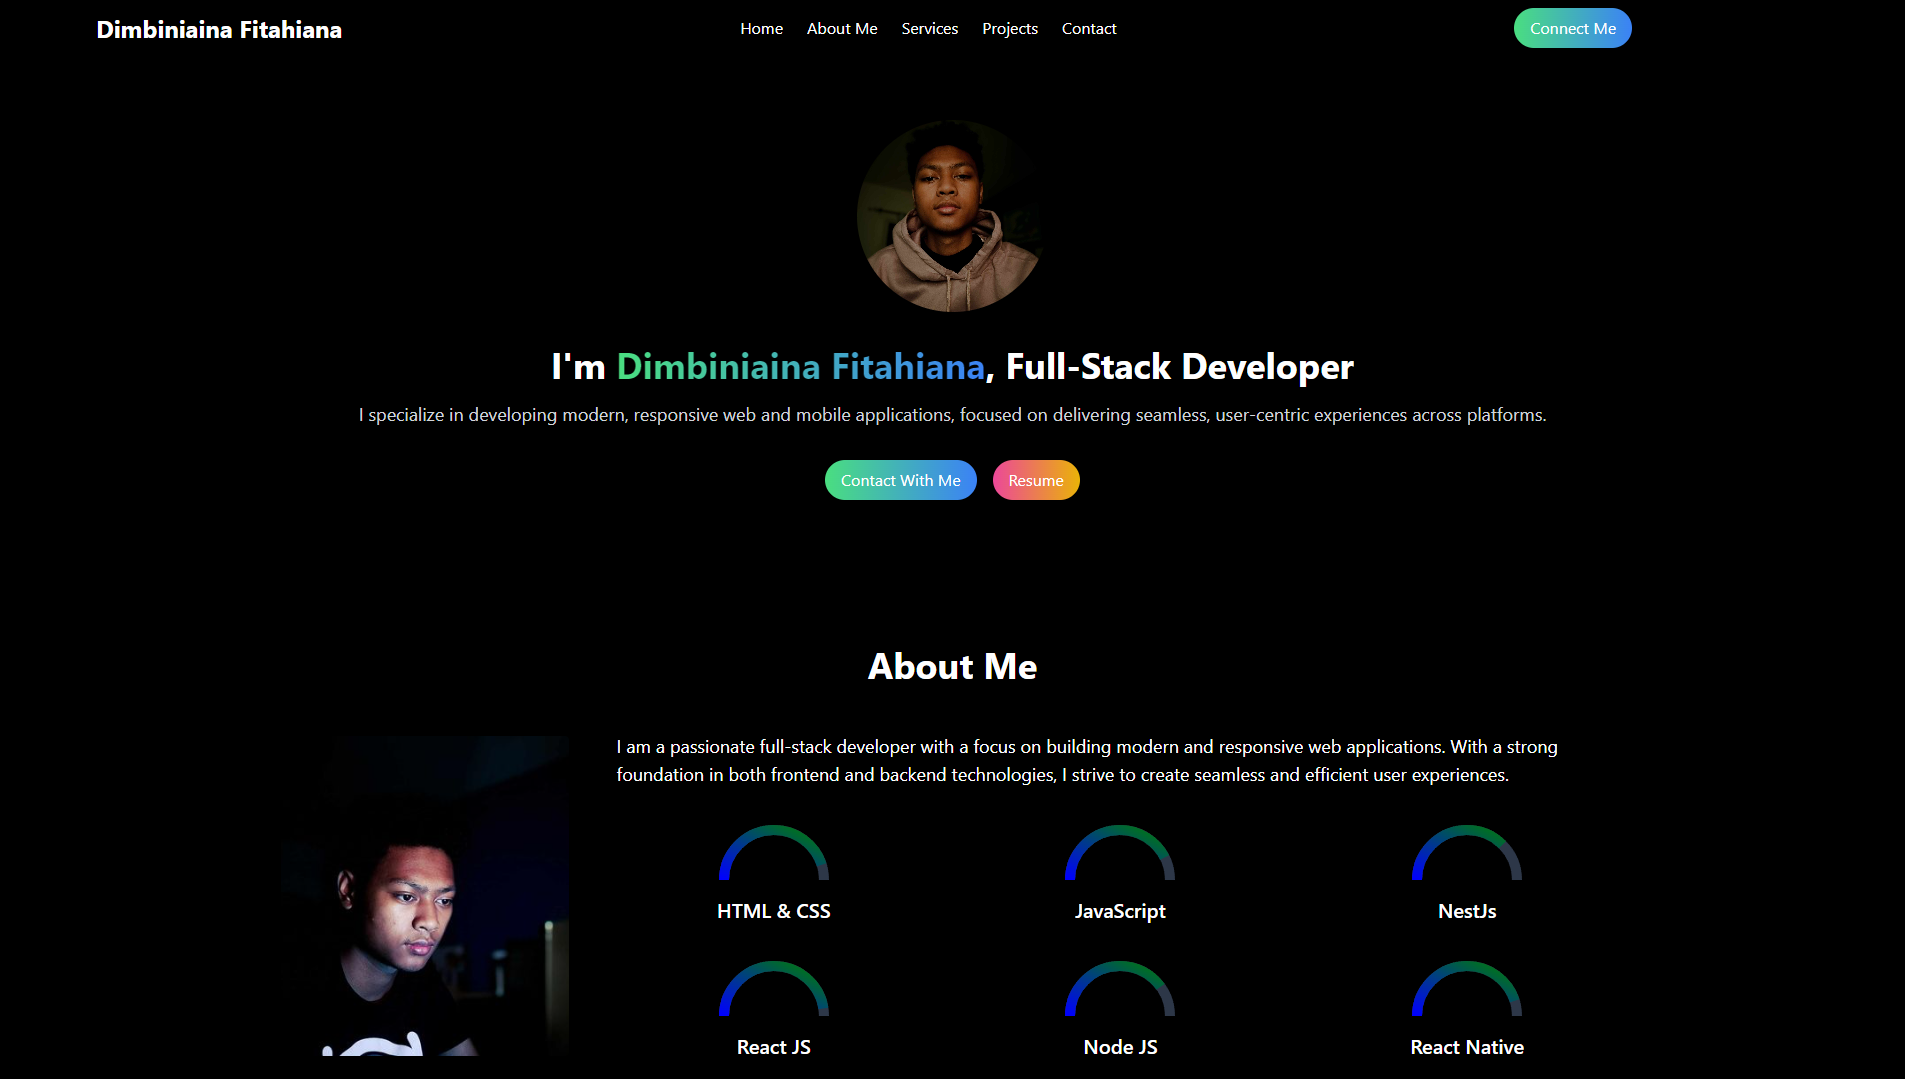 Dimbiniaina Fitahiana
Home About Me Services Projects Contact
Connect Me
I'm Dimbiniaina Fitahiana, Full-Stack Developer
I specialize in developing modern, responsive web and mobile applications, focused on delivering seamless, user-centric experiences across platforms.
Contact With Me Resume
About Me
I am a passionate full-stack developer with a focus on building modern and responsive web applications. With a strong
foundation in both frontend and backend technologies, I strive to create seamless and efficient user experiences.
HTML & CSS JavaScript NestJs
React JS Node JS React Native